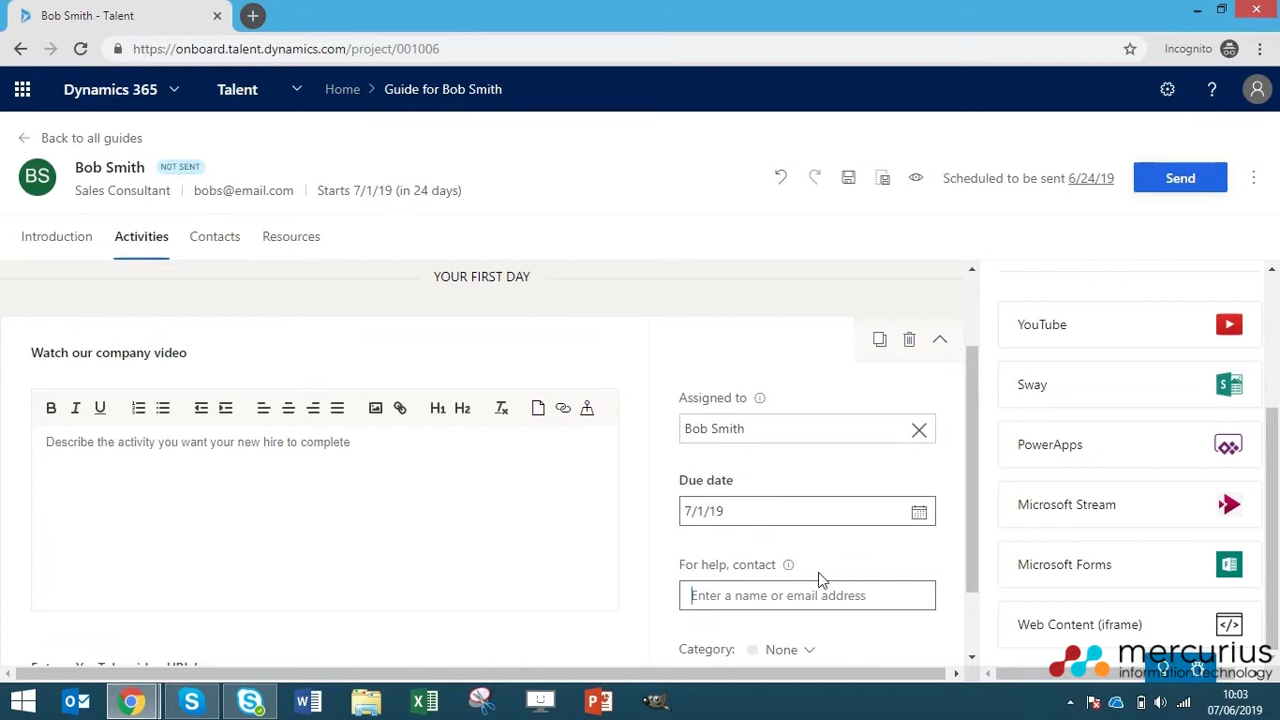 Bob Smith - Talent
https://onboard.talent.dynamics.com/project/001006
Incognito
Dynamics 365
Talent
Home > Guide for Bob Smith
Back to all guides
BS
Bob Smith
NOT SENT
Sales Consultant
bobs@email.com
Starts 7/1/19 (in 24 days)
Scheduled to be sent 6/24/19
Send
Introduction
Activities
Contacts
Resources
YOUR FIRST DAY
Watch our company video
B I U
H1 H2
Describe the activity you want your new hire to complete
Assigned to
Bob Smith
Due date
7/1/19
For help, contact
Enter a name or email address
Category:
None
YouTube
Sway
PowerApps
Microsoft Stream
Microsoft Forms
Web Content (iframe)
mercurius
information technology
10:03
07/06/2019